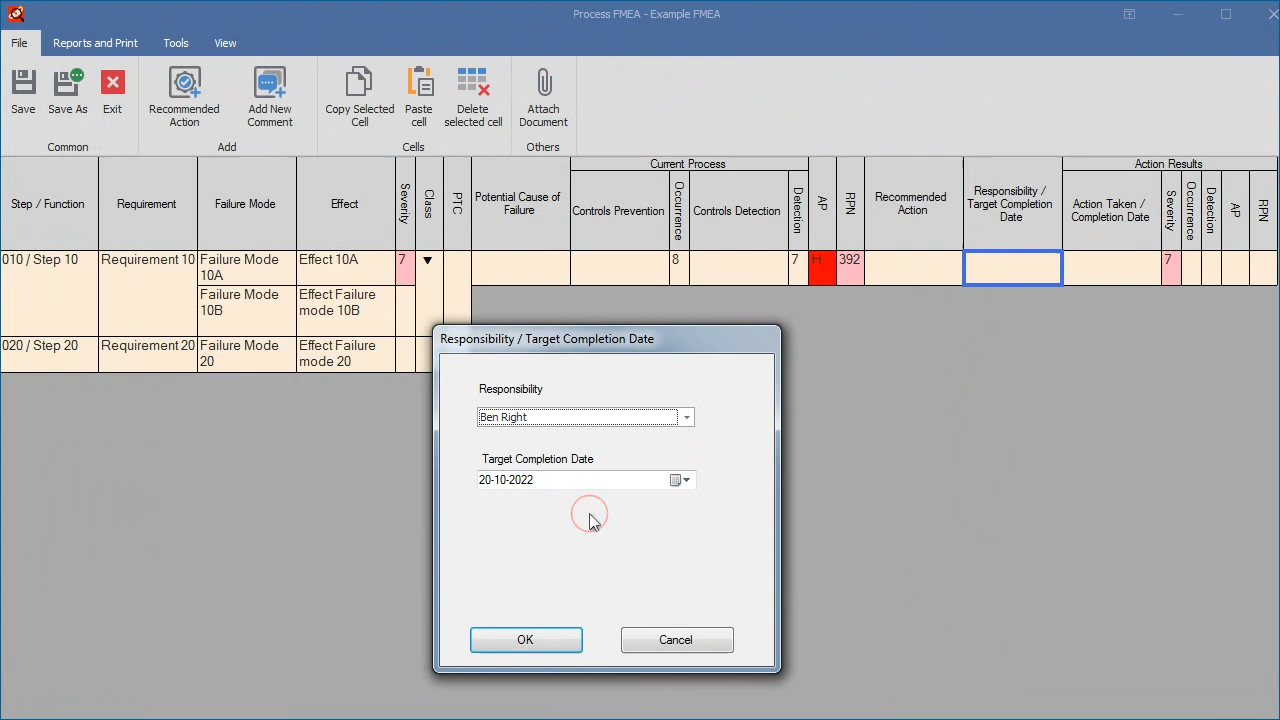 Process FMEA - Example FMEA
File
Reports and Print
Tools
View
Save
Save As
Exit
Common
Recommended
Action
Add New
Comment
Add
Copy Selected
Cell
Paste
cell
Delete
selected cell
Cells
Attach
Document
Others
Step / Function
Requirement
Failure Mode
Effect
Severity
Class
PTC
Potential Cause of
Failure
Current Process
Controls Prevention
Occurrence
Controls Detection
Detection
AP
RPN
Recommended
Action
Responsibility /
Target Completion
Date
Action Results
Action Taken /
Completion Date
Severity
Occurrence
Detection
AP
RPN
010 / Step 10
Requirement 10
Failure Mode
10A
Effect 10A
7
8
7
H
392
7
Failure Mode
10B
Effect Failure
mode 10B
020 / Step 20
Requirement 20
Failure Mode
20
Effect Failure
mode 20
Responsibility / Target Completion Date
Responsibility
Ben Right
Target Completion Date
20-10-2022
OK
Cancel